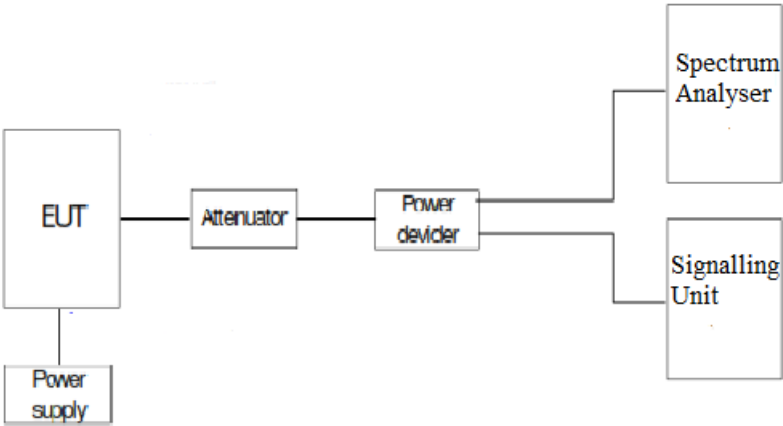 Spectrum
Analyser
EUT
Attenuator
Power
devider
Signalling
Unit
Power
supply